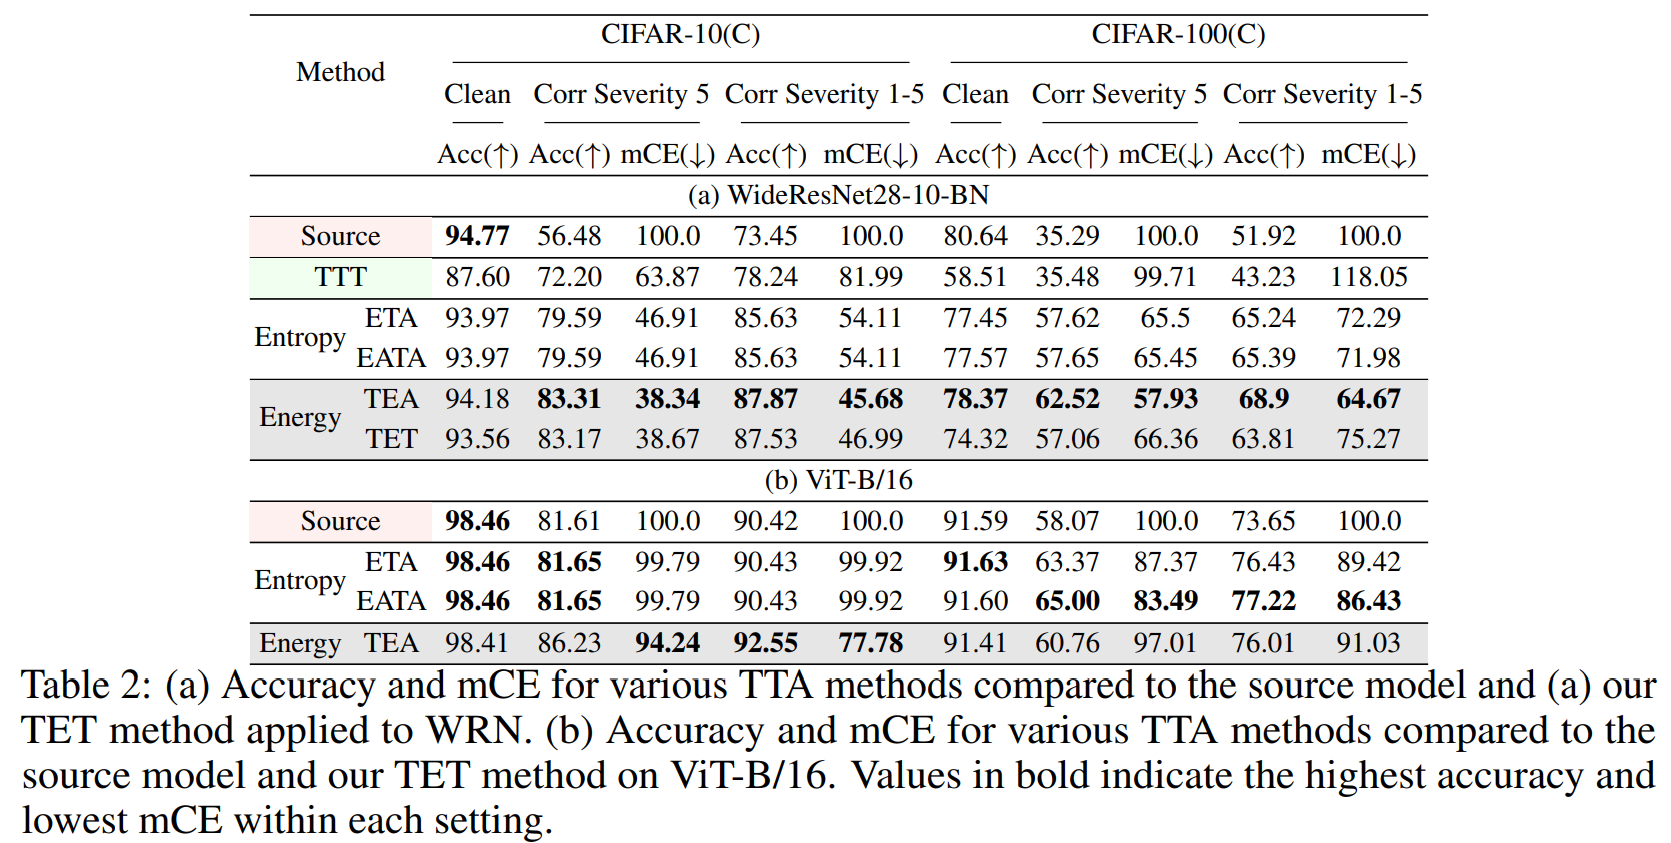 CIFAR-10(C) CIFAR-100(C)
Method
Clean Corr Severity 5 Corr Severity 1-5 Clean Corr Severity 5 Corr Severity 1-5
Acc(↑) Acc(↑) mCE(↓) Acc(↑) mCE(↓) Acc(↑) Acc(↑) mCE(↓) Acc(↑) mCE(↓)
(a) WideResNet28-10-BN
Source 94.77 56.48 100.0 73.45 100.0 80.64 35.29 100.0 51.92 100.0
TTT 87.60 72.20 63.87 78.24 81.99 58.51 35.48 99.71 43.23 118.05
Entropy ETA 93.97 79.59 46.91 85.63 54.11 77.45 57.62 65.5 65.24 72.29
EATA 93.97 79.59 46.91 85.63 54.11 77.57 57.65 65.45 65.39 71.98
Energy TEA 94.18 83.31 38.34 87.87 45.68 78.37 62.52 57.93 68.9 64.67
TET 93.56 83.17 38.67 87.53 46.99 74.32 57.06 66.36 63.81 75.27
(b) ViT-B/16
Source 98.46 81.61 100.0 90.42 100.0 91.59 58.07 100.0 73.65 100.0
Entropy ETA 98.46 81.65 99.79 90.43 99.92 91.63 63.37 87.37 76.43 89.42
EATA 98.46 81.65 99.79 90.43 99.92 91.60 65.00 83.49 77.22 86.43
Energy TEA 98.41 86.23 94.24 92.55 77.78 91.41 60.76 97.01 76.01 91.03
Table 2: (a) Accuracy and mCE for various TTA methods compared to the source model and (a) our
TET method applied to WRN. (b) Accuracy and mCE for various TTA methods compared to the
source model and our TET method on ViT-B/16. Values in bold indicate the highest accuracy and
lowest mCE within each setting.